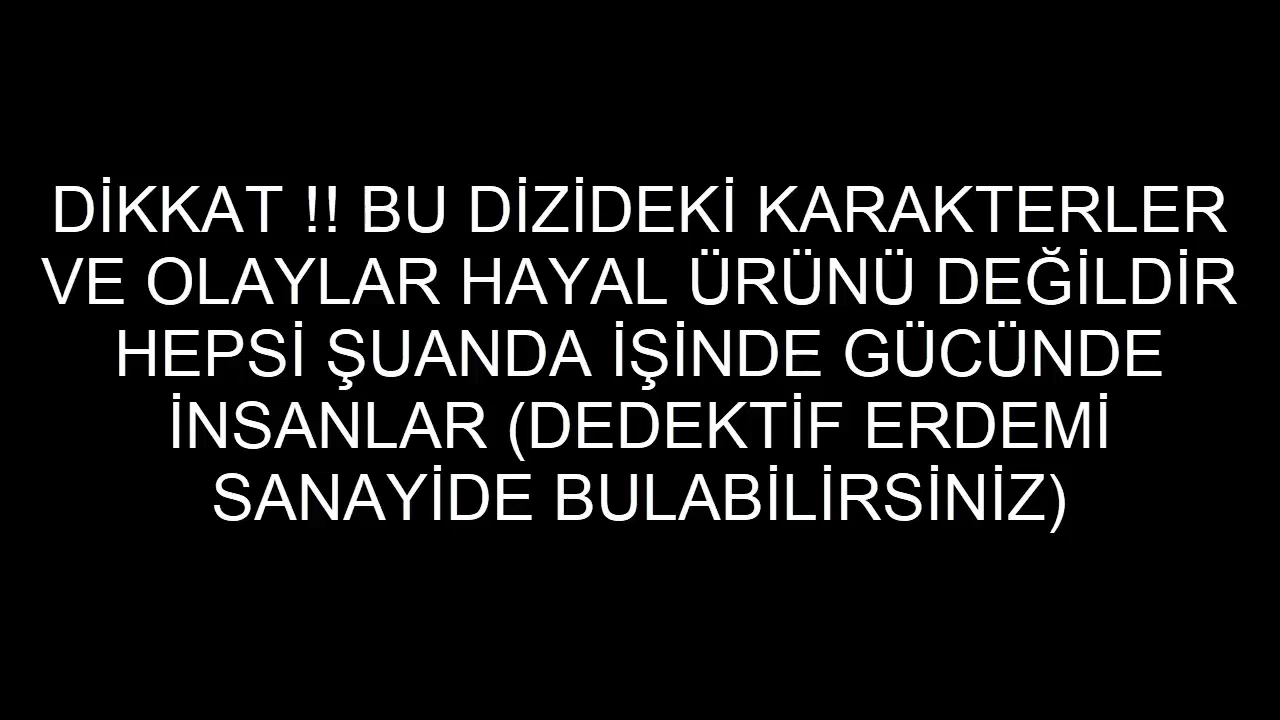 DİKKAT !! BU DİZİDEKİ KARAKTERLER
VE OLAYLAR HAYAL ÜRÜNÜ DEĞİLDİR
HEPSİ ŞUANDA İŞİNDE GÜCÜNDE
İNSANLAR (DEDEKTİF ERDEMİ
SANAYİDE BULABİLİRSİNİZ)